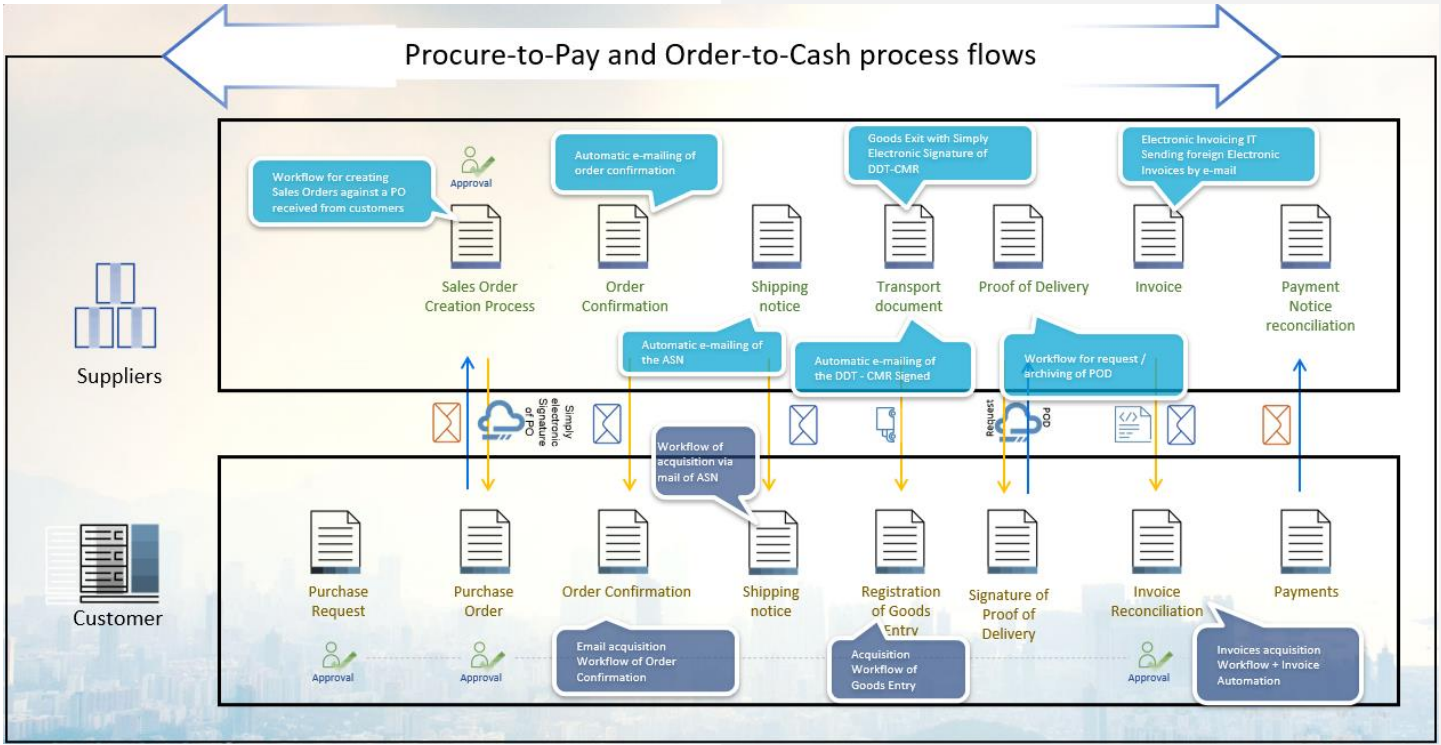 Procure-to-Pay and Order-to-Cash process flows
Workflow for creating
Sales Orders against a PO
received from customers
Approval
Automatic e-mailing of
order confirmation
Goods Exit with Simply
Electronic Signature of
DDT-CMR
Electronic Invoicing IT
Sending foreign Electronic
Invoices by e-mail
Suppliers
Sales Order
Creation Process
Order
Confirmation
Shipping
notice
Transport
document
Proof of Delivery
Invoice
Payment
Notice
reconciliation
Automatic e-mailing of
the ASN
Automatic e-mailing of
the DDT - CMR Signed
Workflow for request /
archiving of POD
Simply
electronic
Signature
of PO
Request
POD
Workflow of
acquisition via
mail of ASN
Customer
Purchase
Request
Purchase
Order
Order Confirmation
Shipping
notice
Registration
of Goods
Entry
Signature of
Proof of
Delivery
Invoice
Reconciliation
Payments
Approval
Approval
Email acquisition
Workflow of Order
Confirmation
Acquisition
Workflow of
Goods Entry
Approval
Invoices acquisition
Workflow + Invoice
Automation